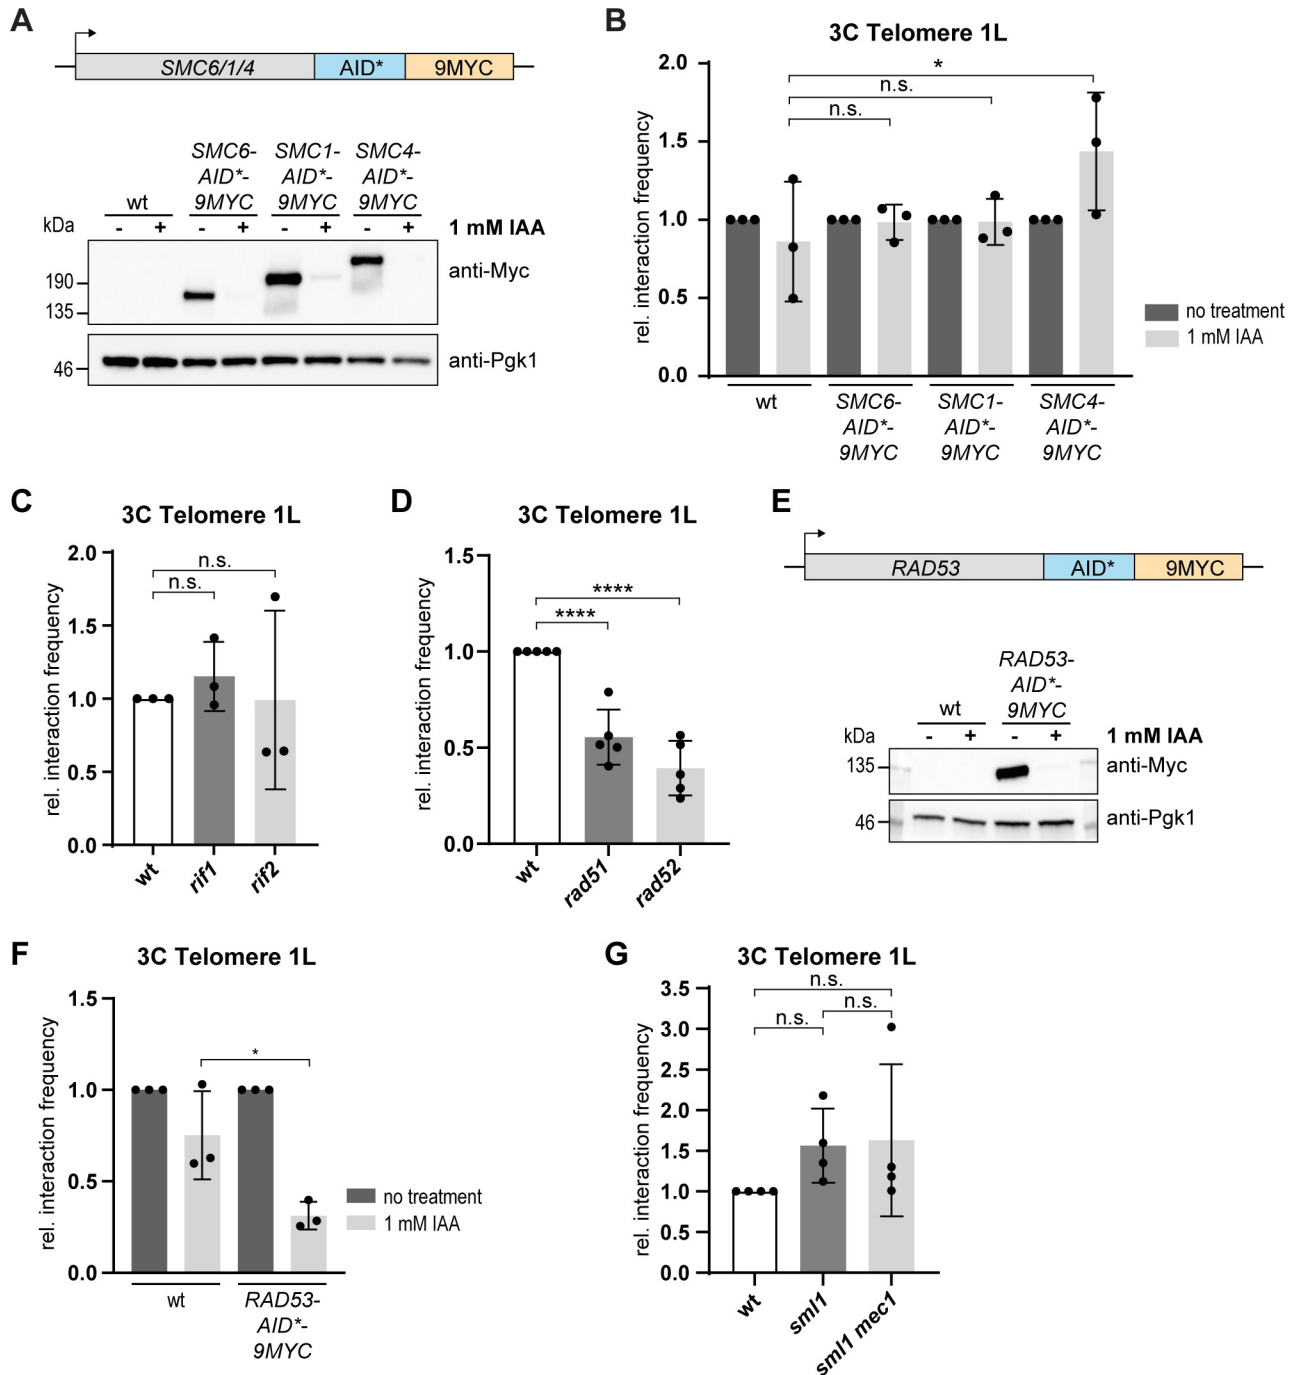 A
SMC6/1/4 AID* 9MYC
SMC6- SMC1- SMC4-
AID*- AID*- AID*-
wt 9MYC 9MYC 9MYC
kDa - + - + - + - + 1 mM IAA
190
135
anti-Myc
46
anti-Pgk1
B
3C Telomere 1L
rel. interaction frequency
2.0
1.5
1.0
0.5
0.0
*
n.s.
n.s.
no treatment
1 mM IAA
wt SMC6- SMC1- SMC4-
AID*- AID*- AID*-
9MYC 9MYC 9MYC
C
3C Telomere 1L
rel. interaction frequency
2.0
1.5
1.0
0.5
0.0
n.s.
n.s.
wt rif1 rif2
D
3C Telomere 1L
rel. interaction frequency
1.5
1.0
0.5
0.0
****
****
wt rad51 rad52
E
RAD53 AID* 9MYC
RAD53-
AID*-
wt 9MYC
kDa - + - + 1 mM IAA
135
anti-Myc
46
anti-Pgk1
F
3C Telomere 1L
rel. interaction frequency
1.5
1.0
0.5
0.0
*
no treatment
1 mM IAA
wt RAD53-
AID*-
9MYC
G
3C Telomere 1L
rel. interaction frequency
3.5
3.0
2.5
2.0
1.5
1.0
0.5
0.0
n.s.
n.s.
n.s.
wt sml1 sml1 mec1